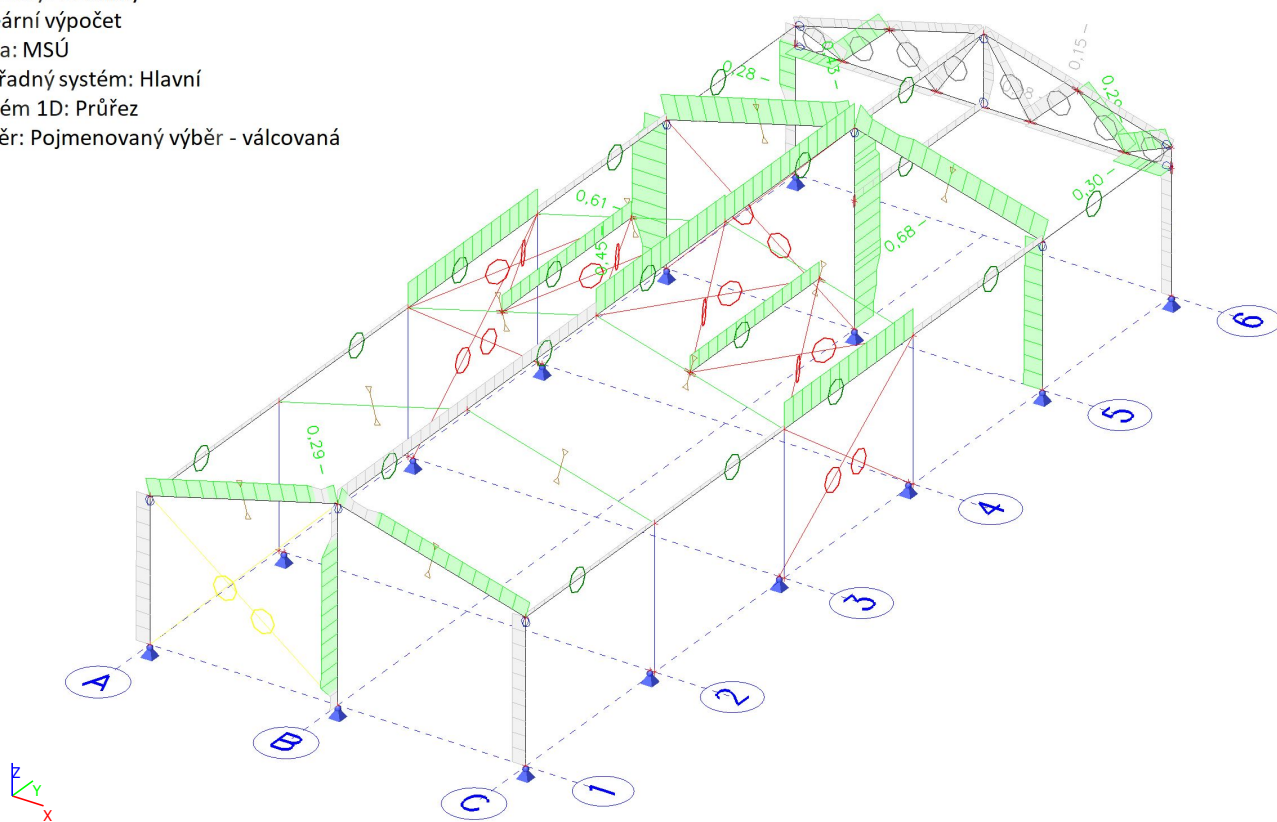 eární výpočet
a: MSÚ
řadný systém: Hlavní
ém 1D: Průřez
ěr: Pojmenovaný výběr - válcovaná
0,15 –
0,28 –
0,30 –
0,61 –
0,45 –
0,68 –
6
5
0,29 –
4
3
A
2
B
1
C
Z
Y
X